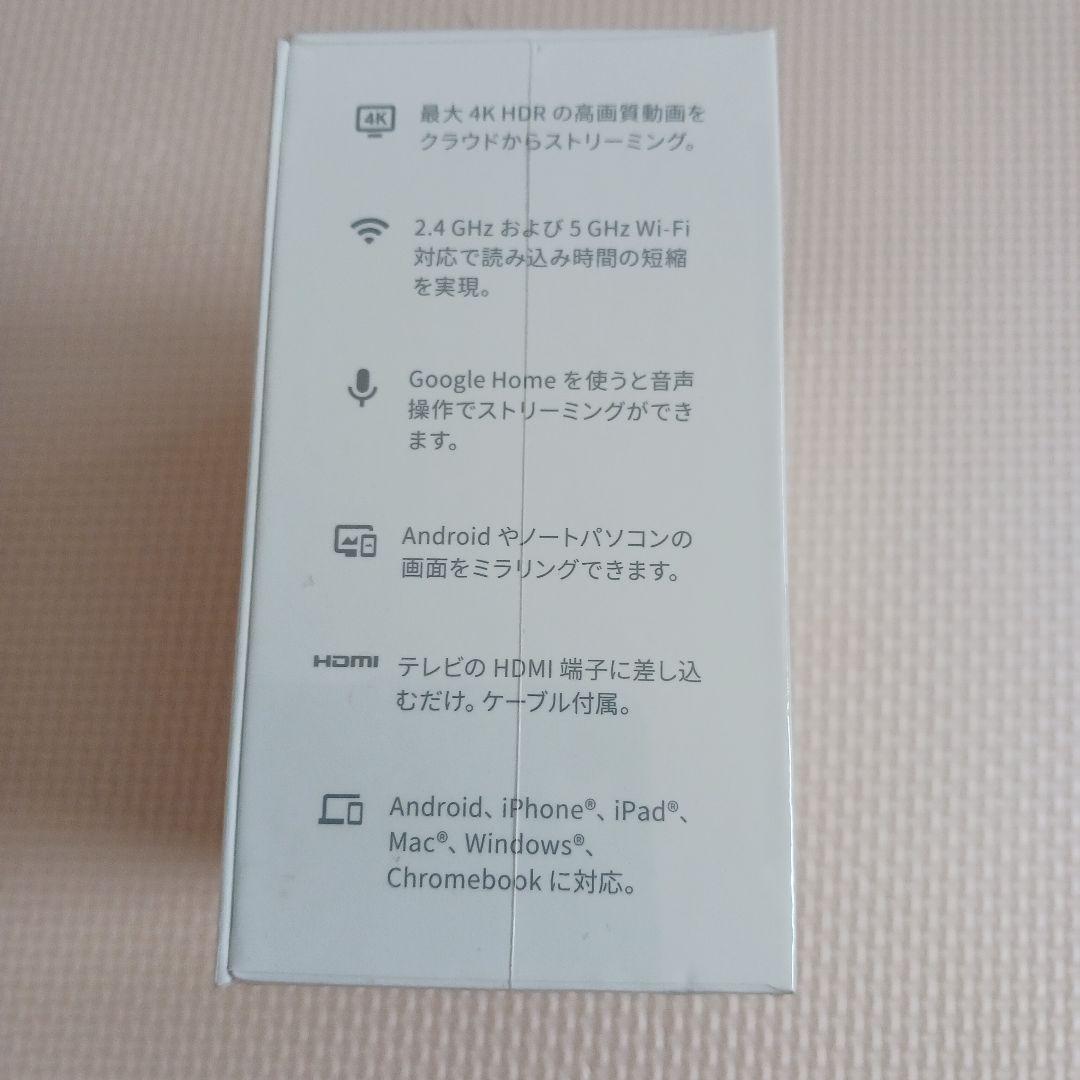 4K
最大 4K HDR の高画質動画を
クラウドからストリーミング。
2.4 GHz および 5 GHz Wi-Fi
対応で読み込み時間の短縮
を実現。
Google Home を使うと音声
操作でストリーミングができ
ます。
Android やノートパソコンの
画面をミラリングできます。
HDMI
テレビの HDMI 端子に差し込
むだけ。ケーブル付属。
Android、iPhone®、iPad®、
Mac®、Windows®、
Chromebook に対応。